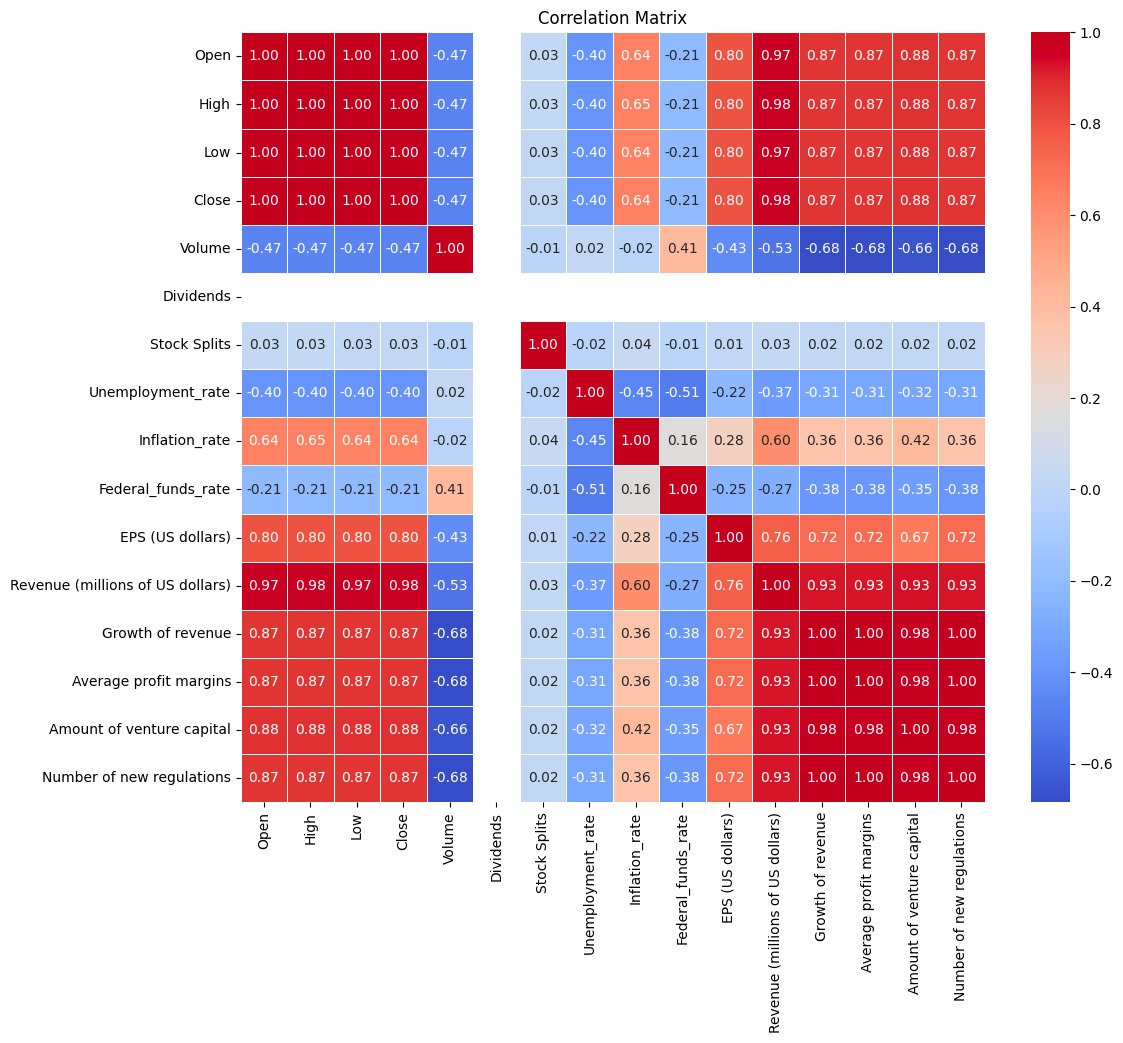 Correlation Matrix
Open 1.00 1.00 1.00 1.00 -0.47 0.03 -0.40 0.64 -0.21 0.80 0.97 0.87 0.87 0.88 0.87
High 1.00 1.00 1.00 1.00 -0.47 0.03 -0.40 0.65 -0.21 0.80 0.98 0.87 0.87 0.88 0.87
Low 1.00 1.00 1.00 1.00 -0.47 0.03 -0.40 0.64 -0.21 0.80 0.97 0.87 0.87 0.88 0.87
Close 1.00 1.00 1.00 1.00 -0.47 0.03 -0.40 0.64 -0.21 0.80 0.98 0.87 0.87 0.88 0.87
Volume -0.47 -0.47 -0.47 -0.47 1.00 -0.01 0.02 -0.02 0.41 -0.43 -0.53 -0.68 -0.68 -0.66 -0.68
Dividends
Stock Splits 0.03 0.03 0.03 0.03 -0.01 1.00 -0.02 0.04 -0.01 0.01 0.03 0.02 0.02 0.02 0.02
Unemployment_rate -0.40 -0.40 -0.40 -0.40 0.02 -0.02 1.00 -0.45 -0.51 -0.22 -0.37 -0.31 -0.31 -0.32 -0.31
Inflation_rate 0.64 0.65 0.64 0.64 -0.02 0.04 -0.45 1.00 0.16 0.28 0.60 0.36 0.36 0.42 0.36
Federal_funds_rate -0.21 -0.21 -0.21 -0.21 0.41 -0.01 -0.51 0.16 1.00 -0.25 -0.27 -0.38 -0.38 -0.35 -0.38
EPS (US dollars) 0.80 0.80 0.80 0.80 -0.43 0.01 -0.22 0.28 -0.25 1.00 0.76 0.72 0.72 0.67 0.72
Revenue (millions of US dollars) 0.97 0.98 0.97 0.98 -0.53 0.03 -0.37 0.60 -0.27 0.76 1.00 0.93 0.93 0.93 0.93
Growth of revenue 0.87 0.87 0.87 0.87 -0.68 0.02 -0.31 0.36 -0.38 0.72 0.93 1.00 1.00 0.98 1.00
Average profit margins 0.87 0.87 0.87 0.87 -0.68 0.02 -0.31 0.36 -0.38 0.72 0.93 1.00 1.00 0.98 1.00
Amount of venture capital 0.88 0.88 0.88 0.88 -0.66 0.02 -0.32 0.42 -0.35 0.67 0.93 0.98 0.98 1.00 0.98
Number of new regulations 0.87 0.87 0.87 0.87 -0.68 0.02 -0.31 0.36 -0.38 0.72 0.93 1.00 1.00 0.98 1.00
Open
High
Low
Close
Volume
Dividends
Stock Splits
Unemployment_rate
Inflation_rate
Federal_funds_rate
EPS (US dollars)
Revenue (millions of US dollars)
Growth of revenue
Average profit margins
Amount of venture capital
Number of new regulations
1.0
0.8
0.6
0.4
0.2
0.0
−0.2
−0.4
−0.6